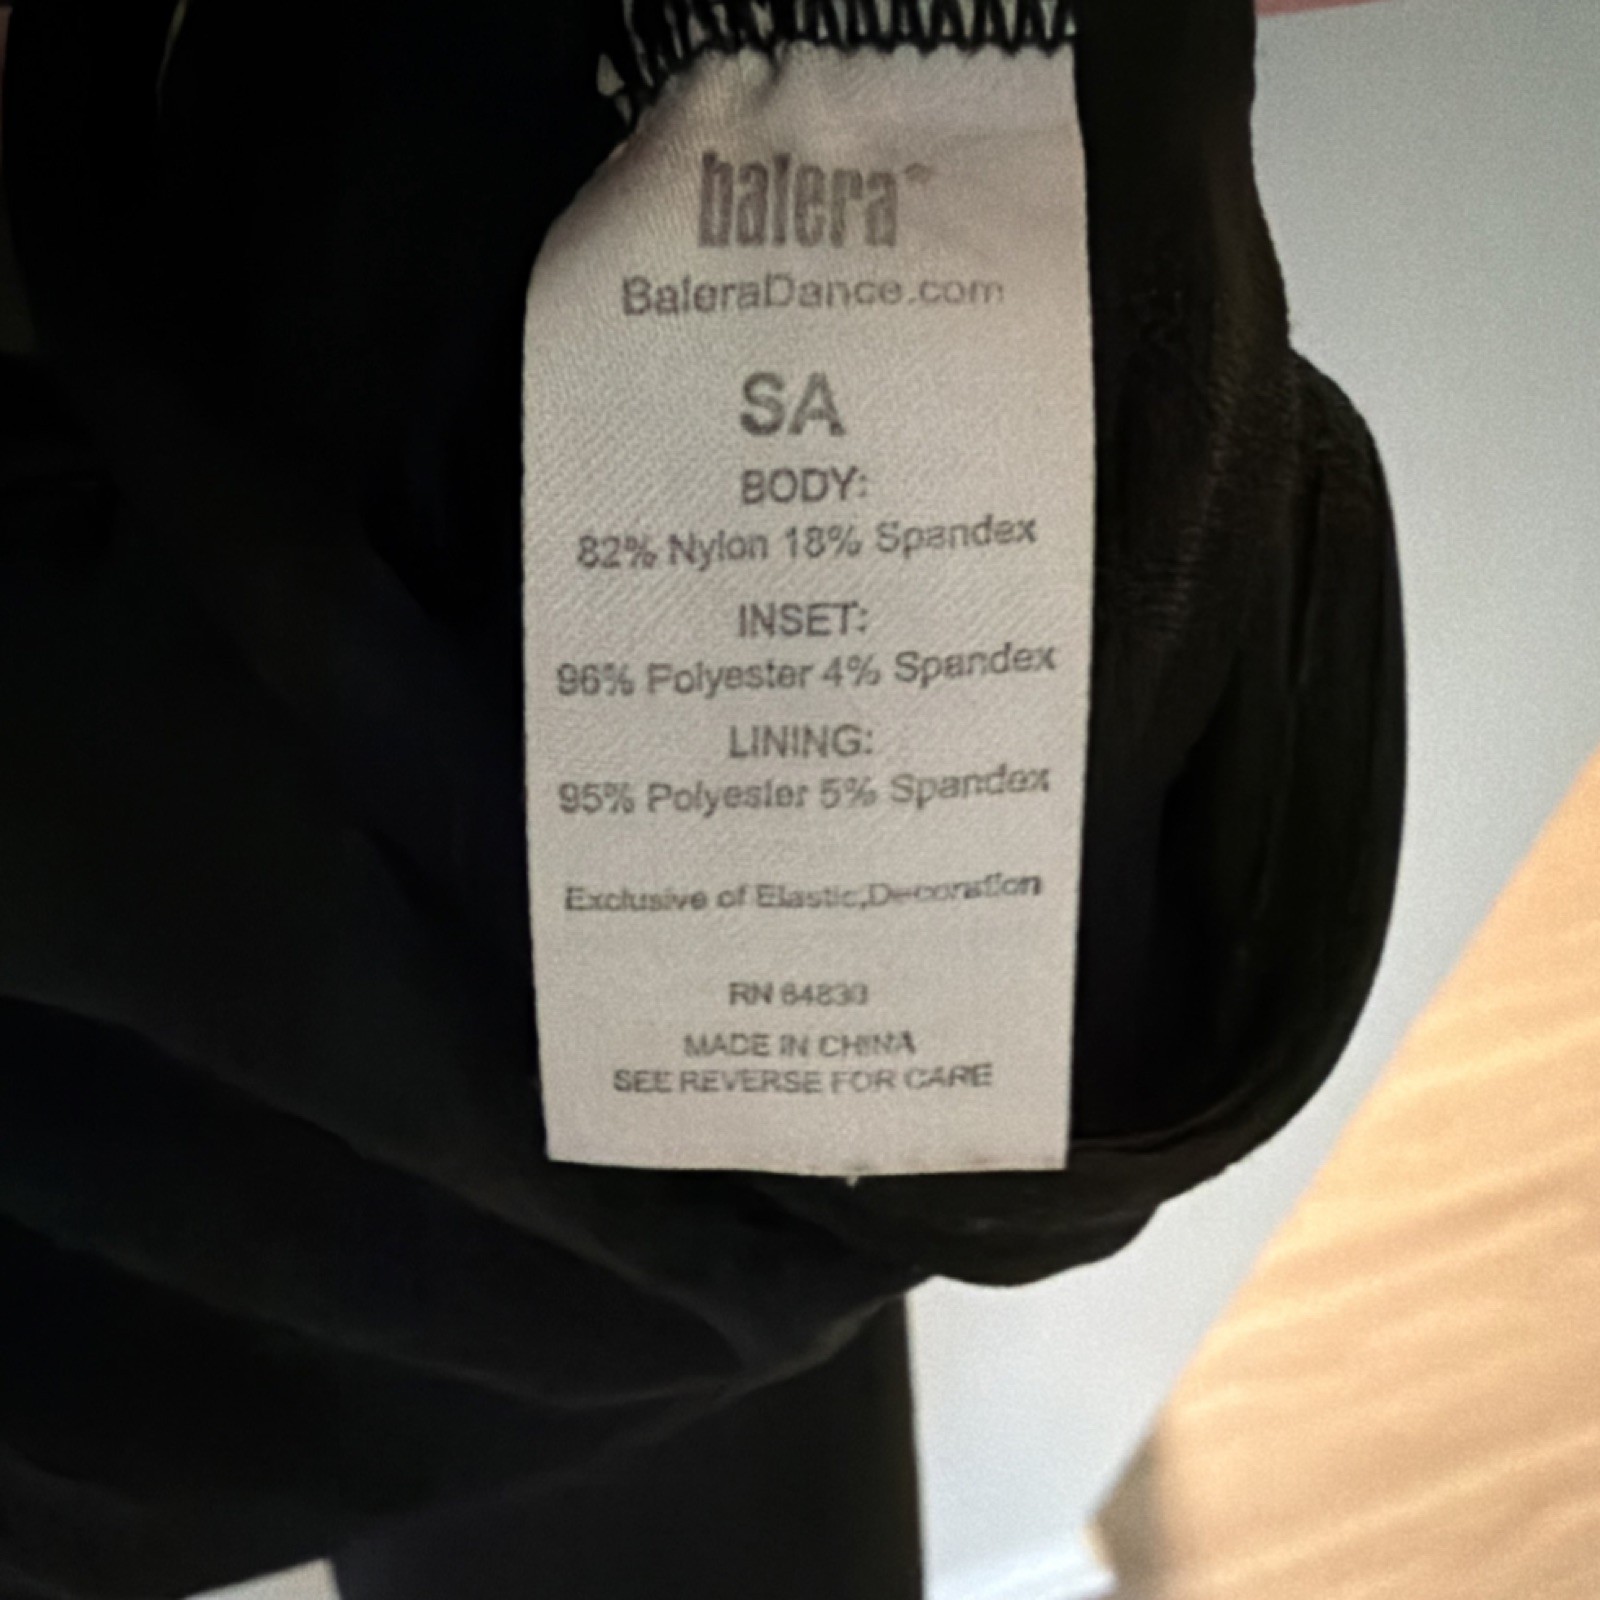 balera
BaleraDance.com
SA
BODY:
82% Nylon 18% Spandex
INSET:
96% Polyester 4% Spandex
LINING:
95% Polyester 5% Spandex
Exclusive of Elastic,Decoration
RN 64830
MADE IN CHINA
SEE REVERSE FOR CARE